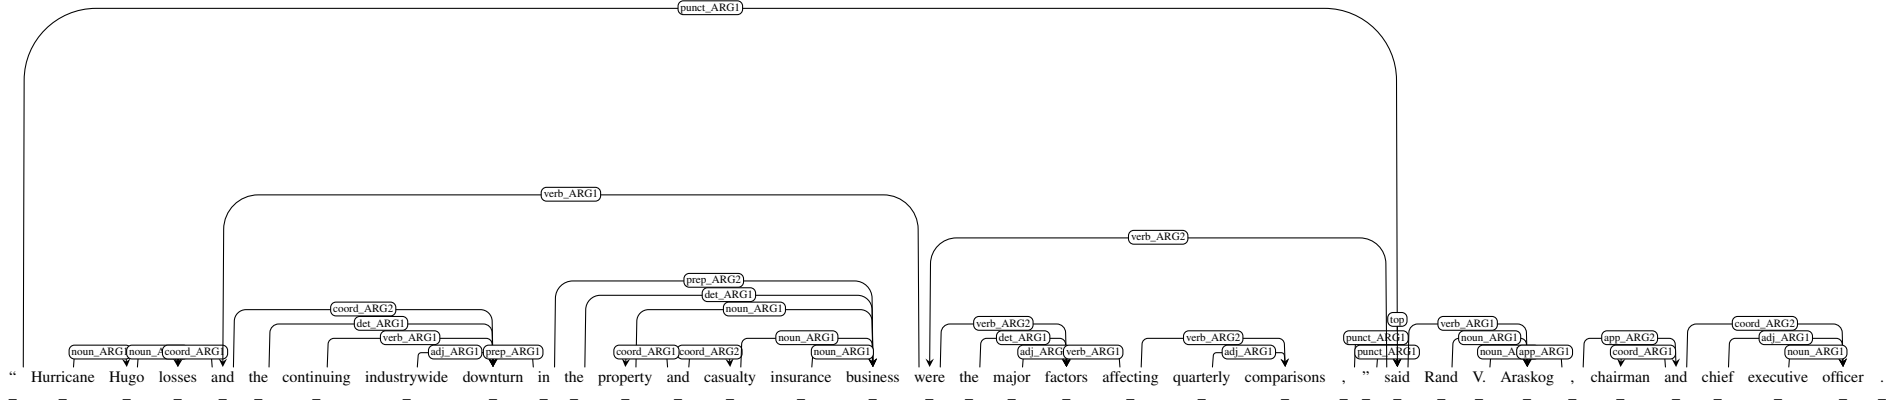 punct_ARG1
verb_ARG1
verb_ARG2
prep_ARG2
det_ARG1
coord_ARG2 noun_ARG1
top
det_ARG1 verb_ARG2 verb_ARG1 coord_ARG2
verb_ARG1 noun_ARG1 det_ARG1 verb_ARG2 punct_ARG1 noun_ARG1 app_ARG2 adj_ARG1
noun_ARG1 coord_ARG1 adj_ARG1 prep_ARG1 coord_ARG1 coord_ARG2 noun_ARG1 verb_ARG1 adj_ARG1 punct_ARG1 app_ARG1 coord_ARG1 noun_ARG1
“ Hurricane Hugo losses and the continuing industrywide downturn in the property and casualty insurance business were the major factors affecting quarterly comparisons , ” said Rand V. Araskog , chairman and chief executive officer .
_ _ _ _ _ _ _ _ _ _ _ _ _ _ _ _ _ _ _ _ _ _ _ _ _ _ _ _ _ _ _ _ _ _ _ _ _